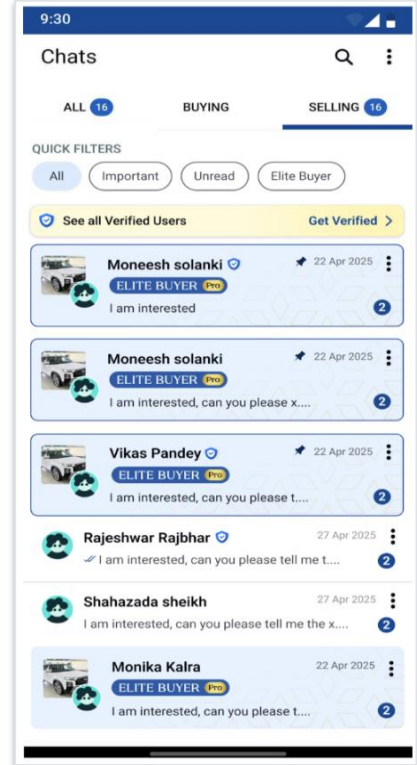 9:30
Chats
ALL 16 BUYING SELLING 16
QUICK FILTERS
All Important Unread Elite Buyer
See all Verified Users Get Verified >
Moneesh solanki 22 Apr 2025
ELITE BUYER Pro
I am interested 2
Moneesh solanki 22 Apr 2025
ELITE BUYER Pro
I am interested, can you please x.... 2
Vikas Pandey 22 Apr 2025
ELITE BUYER Pro
I am interested, can you please t.... 2
Rajeshwar Rajbhar 27 Apr 2025
I am interested, can you please tell me t.... 2
Shahazada sheikh 27 Apr 2025
I am interested, can you please tell me the x.... 2
Monika Kalra 22 Apr 2025
ELITE BUYER Pro
I am interested, can you please t.... 2